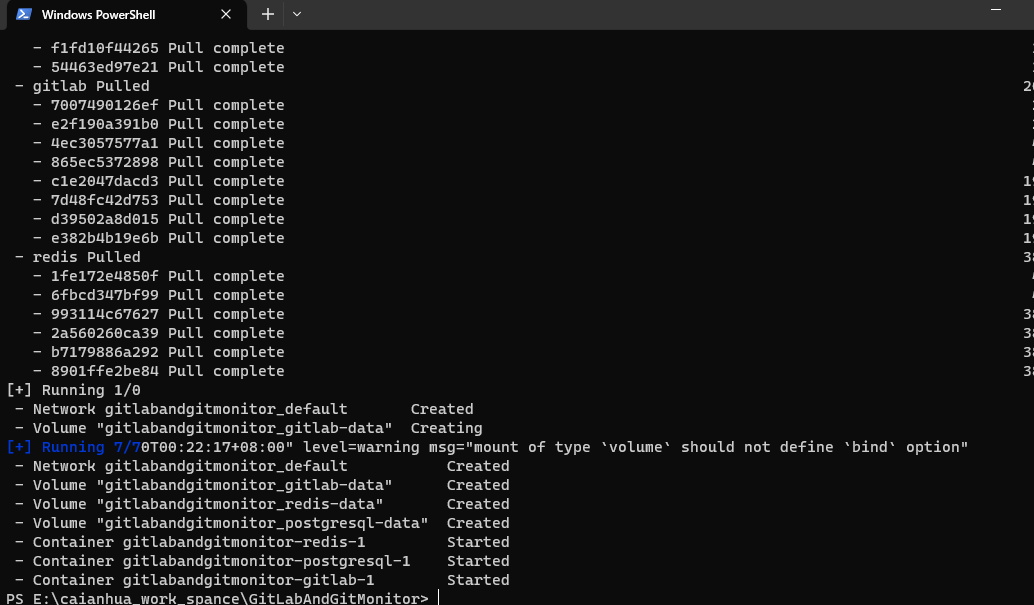 Windows PowerShell
- f1fd10f44265 Pull complete
- 54463ed97e21 Pull complete
- gitlab Pulled
- 7007490126ef Pull complete
- e2f190a391b0 Pull complete
- 4ec3057577a1 Pull complete
- 865ec5372898 Pull complete
- c1e2047dacd3 Pull complete
- 7d48fc42d753 Pull complete
- d39502a8d015 Pull complete
- e382b4b19e6b Pull complete
- redis Pulled
- 1fe172e4850f Pull complete
- 6fbcd347bf99 Pull complete
- 993114c67627 Pull complete
- 2a560260ca39 Pull complete
- b7179886a292 Pull complete
- 8901ffe2be84 Pull complete
[+] Running 1/0
- Network gitlabandgitmonitor_default Created
- Volume "gitlabandgitmonitor_gitlab-data" Creating
[+] Running 7/70T00:22:17+08:00" level=warning msg="mount of type `volume` should not define `bind` option"
- Network gitlabandgitmonitor_default Created
- Volume "gitlabandgitmonitor_gitlab-data" Created
- Volume "gitlabandgitmonitor_redis-data" Created
- Volume "gitlabandgitmonitor_postgresql-data" Created
- Container gitlabandgitmonitor-redis-1 Started
- Container gitlabandgitmonitor-postgresql-1 Started
- Container gitlabandgitmonitor-gitlab-1 Started
PS E:\caianhua_work_spance\GitLabAndGitMonitor>